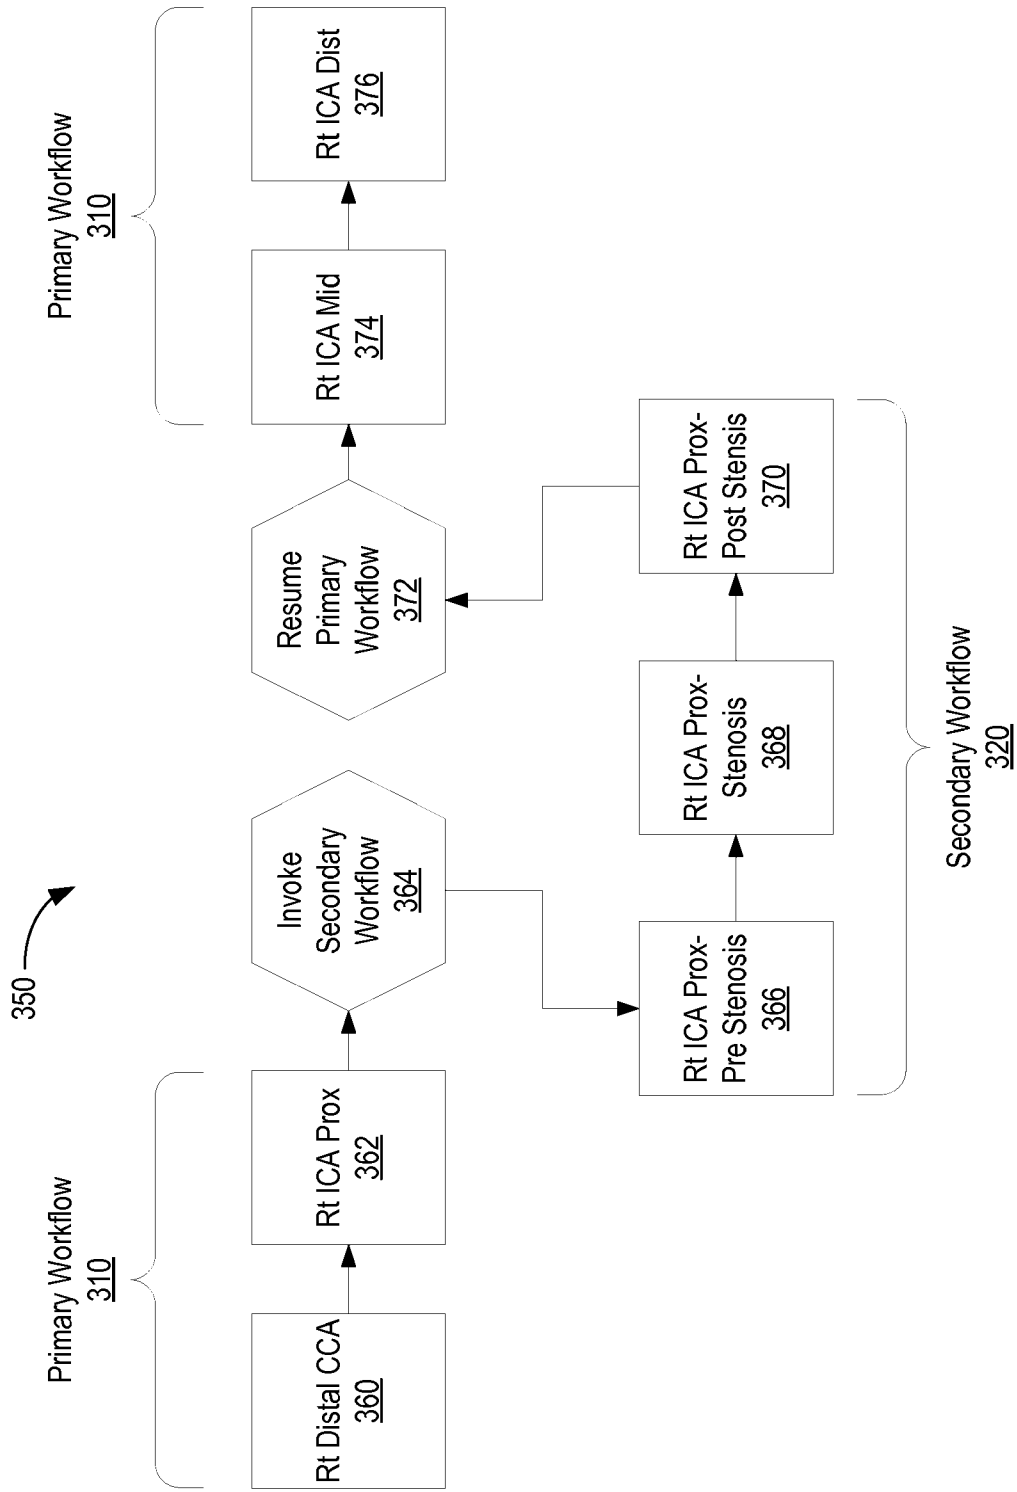 350
Primary Workflow
310
Primary Workflow
310
Rt Distal CCA
360
Rt ICA Prox
362
Invoke
Secondary
Workflow
364
Resume
Primary
Workflow
372
Rt ICA Mid
374
Rt ICA Dist
376
Rt ICA Prox-
Pre Stenosis
366
Rt ICA Prox-
Stenosis
368
Rt ICA Prox-
Post Stensis
370
Secondary Workflow
320